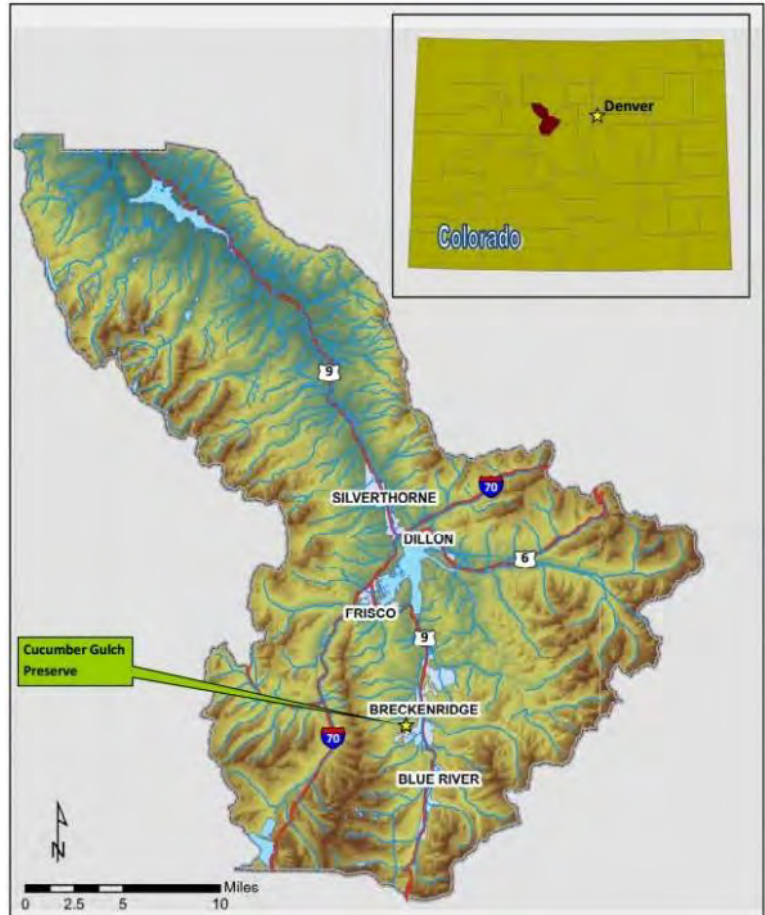 Denver
Colorado
9
SILVERTHORNE
70
DILLON
6
FRISCO
9
Cucumber Gulch
Preserve
BRECKENRIDGE
70
BLUE RIVER
N
Miles
0 2.5 5 10